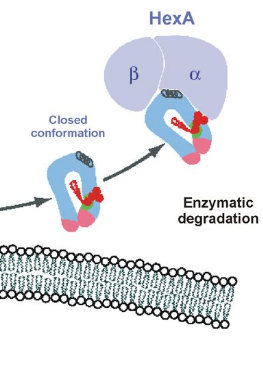 HexA
β α
Closed
conformation
Enzymatic
degradation